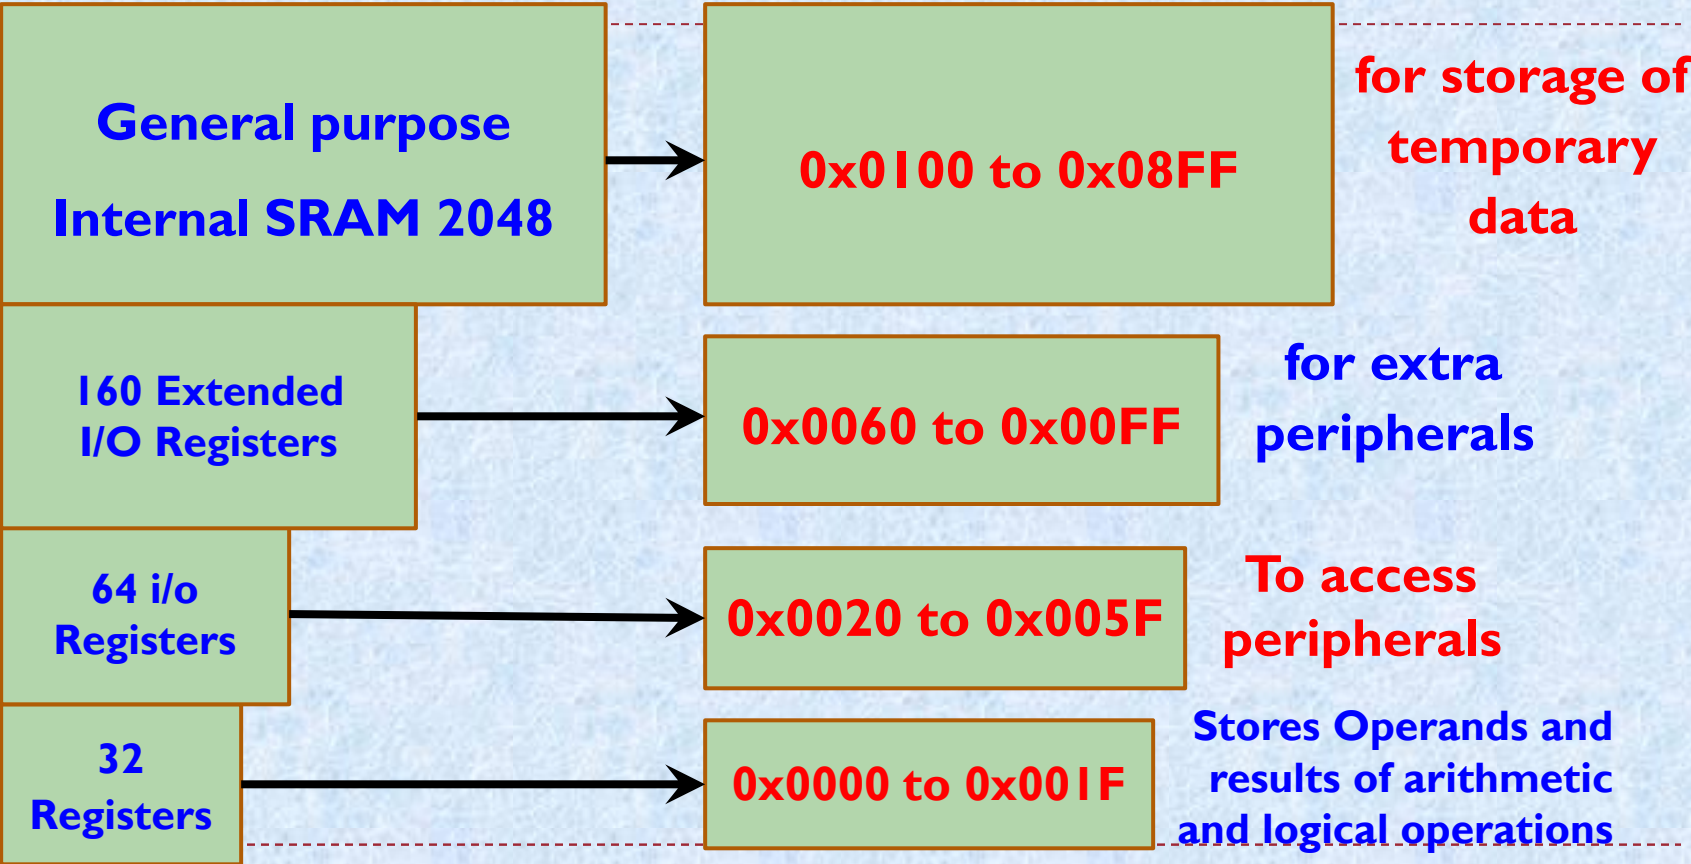 General purpose
Internal SRAM 2048
0x0100 to 0x08FF
for storage of
temporary
data
160 Extended
I/O Registers
0x0060 to 0x00FF
for extra
peripherals
64 i/o
Registers
0x0020 to 0x005F
To access
peripherals
32
Registers
0x0000 to 0x001F
Stores Operands and
results of arithmetic
and logical operations